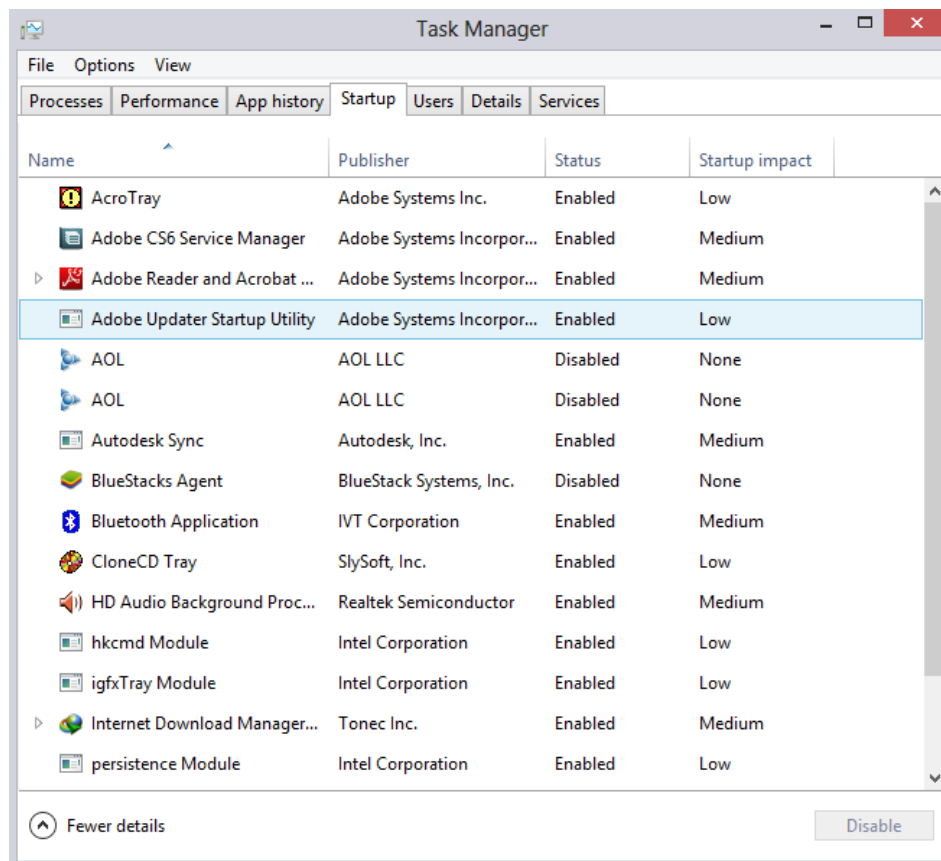 Task Manager
File Options View
Processes Performance App history Startup Users Details Services
Name Publisher Status Startup impact
AcroTray Adobe Systems Inc. Enabled Low
Adobe CS6 Service Manager Adobe Systems Incorpor... Enabled Medium
Adobe Reader and Acrobat ... Adobe Systems Incorpor... Enabled Medium
Adobe Updater Startup Utility Adobe Systems Incorpor... Enabled Low
AOL AOL LLC Disabled None
AOL AOL LLC Disabled None
Autodesk Sync Autodesk, Inc. Enabled Medium
BlueStacks Agent BlueStack Systems, Inc. Disabled None
Bluetooth Application IVT Corporation Enabled Medium
CloneCD Tray SlySoft, Inc. Enabled Low
HD Audio Background Proc... Realtek Semiconductor Enabled Medium
hkcmd Module Intel Corporation Enabled Low
igfxTray Module Intel Corporation Enabled Low
Internet Download Manager... Tonec Inc. Enabled Medium
persistence Module Intel Corporation Enabled Low
Fewer details Disable